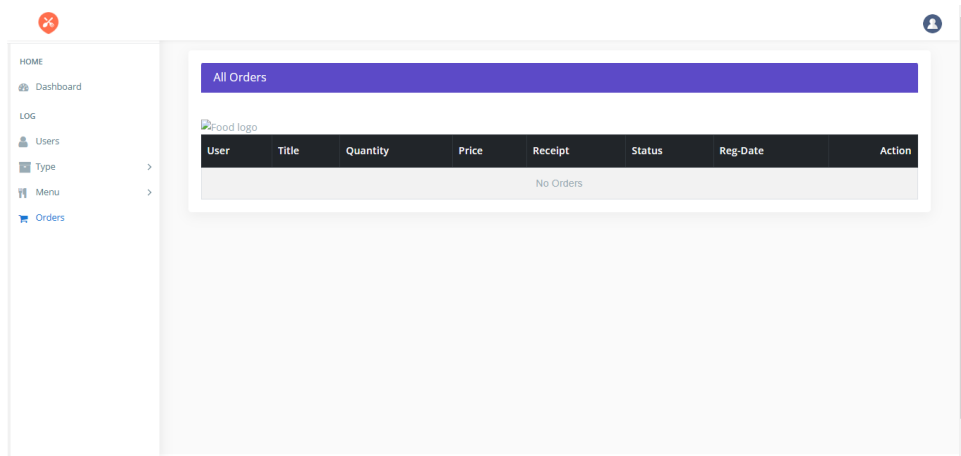 HOME
Dashboard
LOG
Users
Type
Menu
Orders
All Orders
Food logo
User Title Quantity Price Receipt Status Reg-Date Action
No Orders